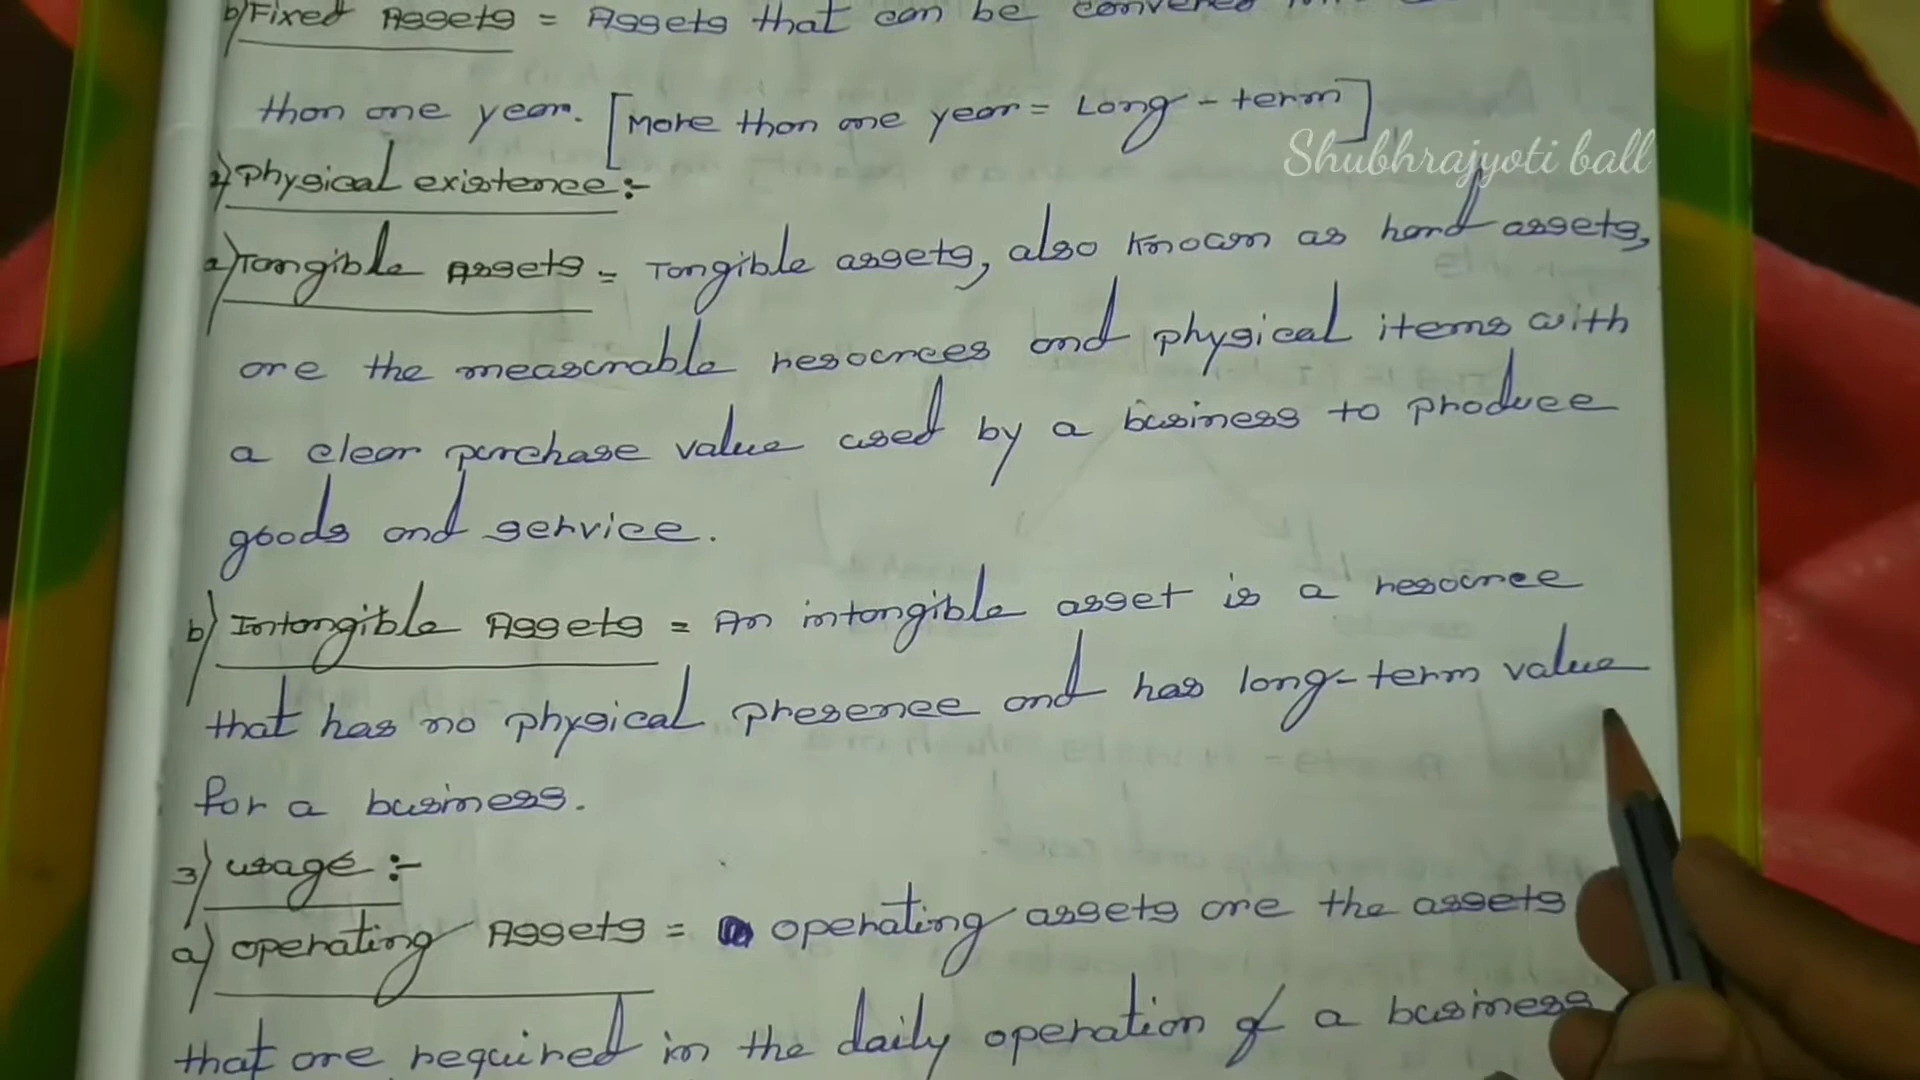 b) Fixed Assets = Assets that can be
than one year. [More than one year = Long-term]
Shubhrajyoti ball
2) Physical existence :-
a) Tangible Assets = Tangible assets, also known as hard assets,
are the measurable resources and physical items with
a clear purchase value used by a business to produce
goods and service.
b) Intangible Assets = An intangible asset is a resource
that has no physical presence and has long-term value
for a business.
3) usage :-
a) operating Assets = operating assets are the assets
that are required in the daily operation of a business